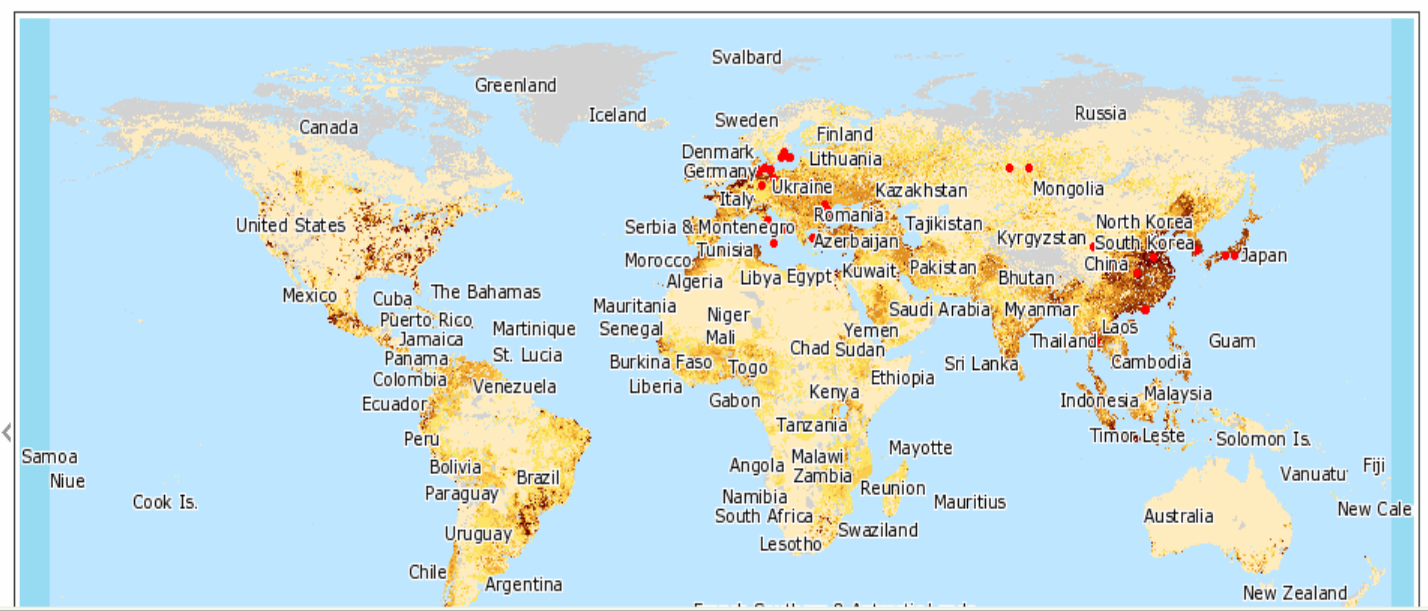 Svalbard
Greenland
Iceland
Russia
Canada
Sweden
Finland
Denmark
Lithuania
Germany
Ukraine
Kazakhstan
Mongolia
Italy
Romania
United States
Serbia & Montenegro
Tajikistan
North Korea
Kyrgyzstan
South Korea
Azerbaijan
Tunisia
Japan
Morocco
China
Algeria
Libya
Egypt
Kuwait
Pakistan
Bhutan
Mexico
Cuba
The Bahamas
Mauritania
Niger
Saudi Arabia
Myanmar
Puerto Rico
Martinique
Senegal
Mali
Yemen
Laos
Jamaica
Chad
Sudan
Thailand
Guam
Panama
St. Lucia
Burkina Faso
Togo
Sri Lanka
Cambodia
Colombia
Venezuela
Liberia
Ethiopia
Kenya
Malaysia
Ecuador
Gabon
Indonesia
Tanzania
Peru
Timor-Leste
Solomon Is.
Samoa
Mayotte
Malawi
Bolivia
Angola
Fiji
Niue
Brazil
Zambia
Vanuatu
Paraguay
Reunion
Namibia
Cook Is.
Mauritius
New Cale
South Africa
Australia
Uruguay
Swaziland
Lesotho
Chile
Argentina
New Zealand